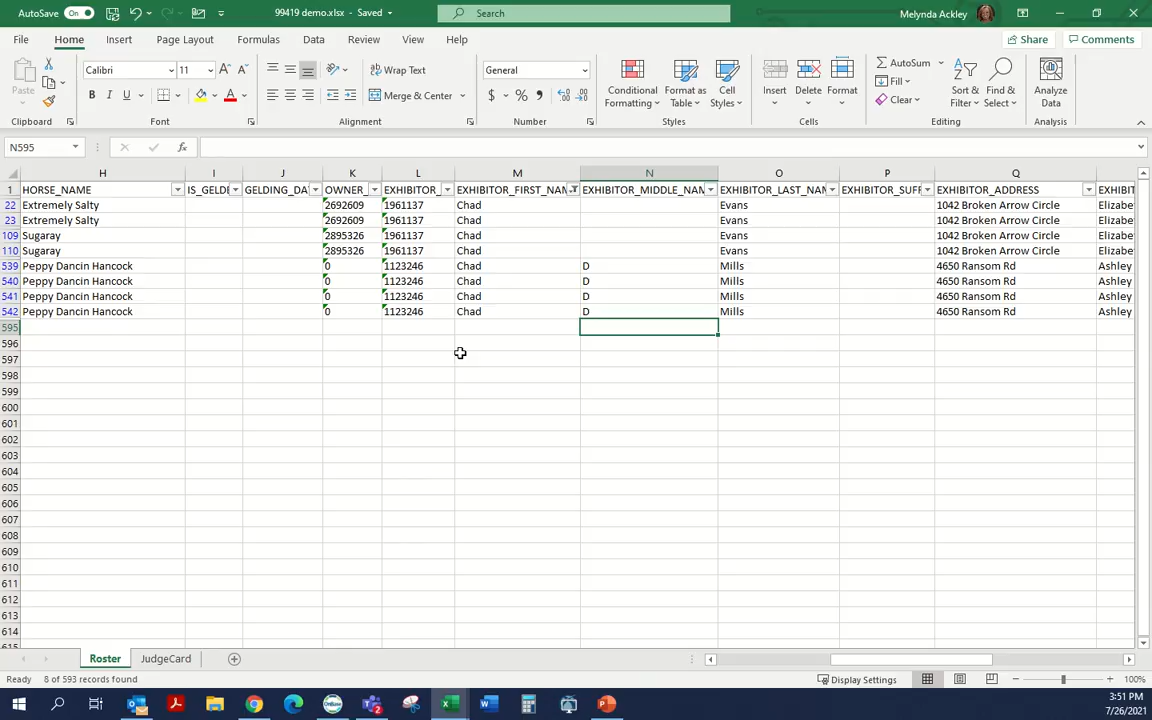 AutoSave On 99419 demo.xlsx - Saved Search Melynda Ackley
File Home Insert Page Layout Formulas Data Review View Help Share Comments
Paste Calibri 11 Wrap Text General Conditional Formatting Format as Table Cell Styles Insert Delete Format AutoSum Fill Clear Sort & Filter Find & Select Analyze Data
B I U Merge & Center $ % 9
Clipboard Font Alignment Number Styles Cells Editing Analysis
N595 fx
H I J K L M N O P Q
1 HORSE_NAME IS_GELDI GELDING_DA OWNER_ EXHIBITOR_ EXHIBITOR_FIRST_NAM EXHIBITOR_MIDDLE_NAM EXHIBITOR_LAST_NAM EXHIBITOR_SUFF EXHIBITOR_ADDRESS EXHIBIT
22 Extremely Salty 2692609 1961137 Chad Evans 1042 Broken Arrow Circle Elizabe
23 Extremely Salty 2692609 1961137 Chad Evans 1042 Broken Arrow Circle Elizabe
109 Sugaray 2895326 1961137 Chad Evans 1042 Broken Arrow Circle Elizabe
110 Sugaray 2895326 1961137 Chad Evans 1042 Broken Arrow Circle Elizabe
539 Peppy Dancin Hancock 0 1123246 Chad D Mills 4650 Ransom Rd Ashley
540 Peppy Dancin Hancock 0 1123246 Chad D Mills 4650 Ransom Rd Ashley
541 Peppy Dancin Hancock 0 1123246 Chad D Mills 4650 Ransom Rd Ashley
542 Peppy Dancin Hancock 0 1123246 Chad D Mills 4650 Ransom Rd Ashley
595
596
597
598
599
600
601
602
603
604
605
606
607
608
609
610
611
612
613
614
615
Roster JudgeCard
Ready 8 of 593 records found Display Settings 100%
3:51 PM
7/26/2021